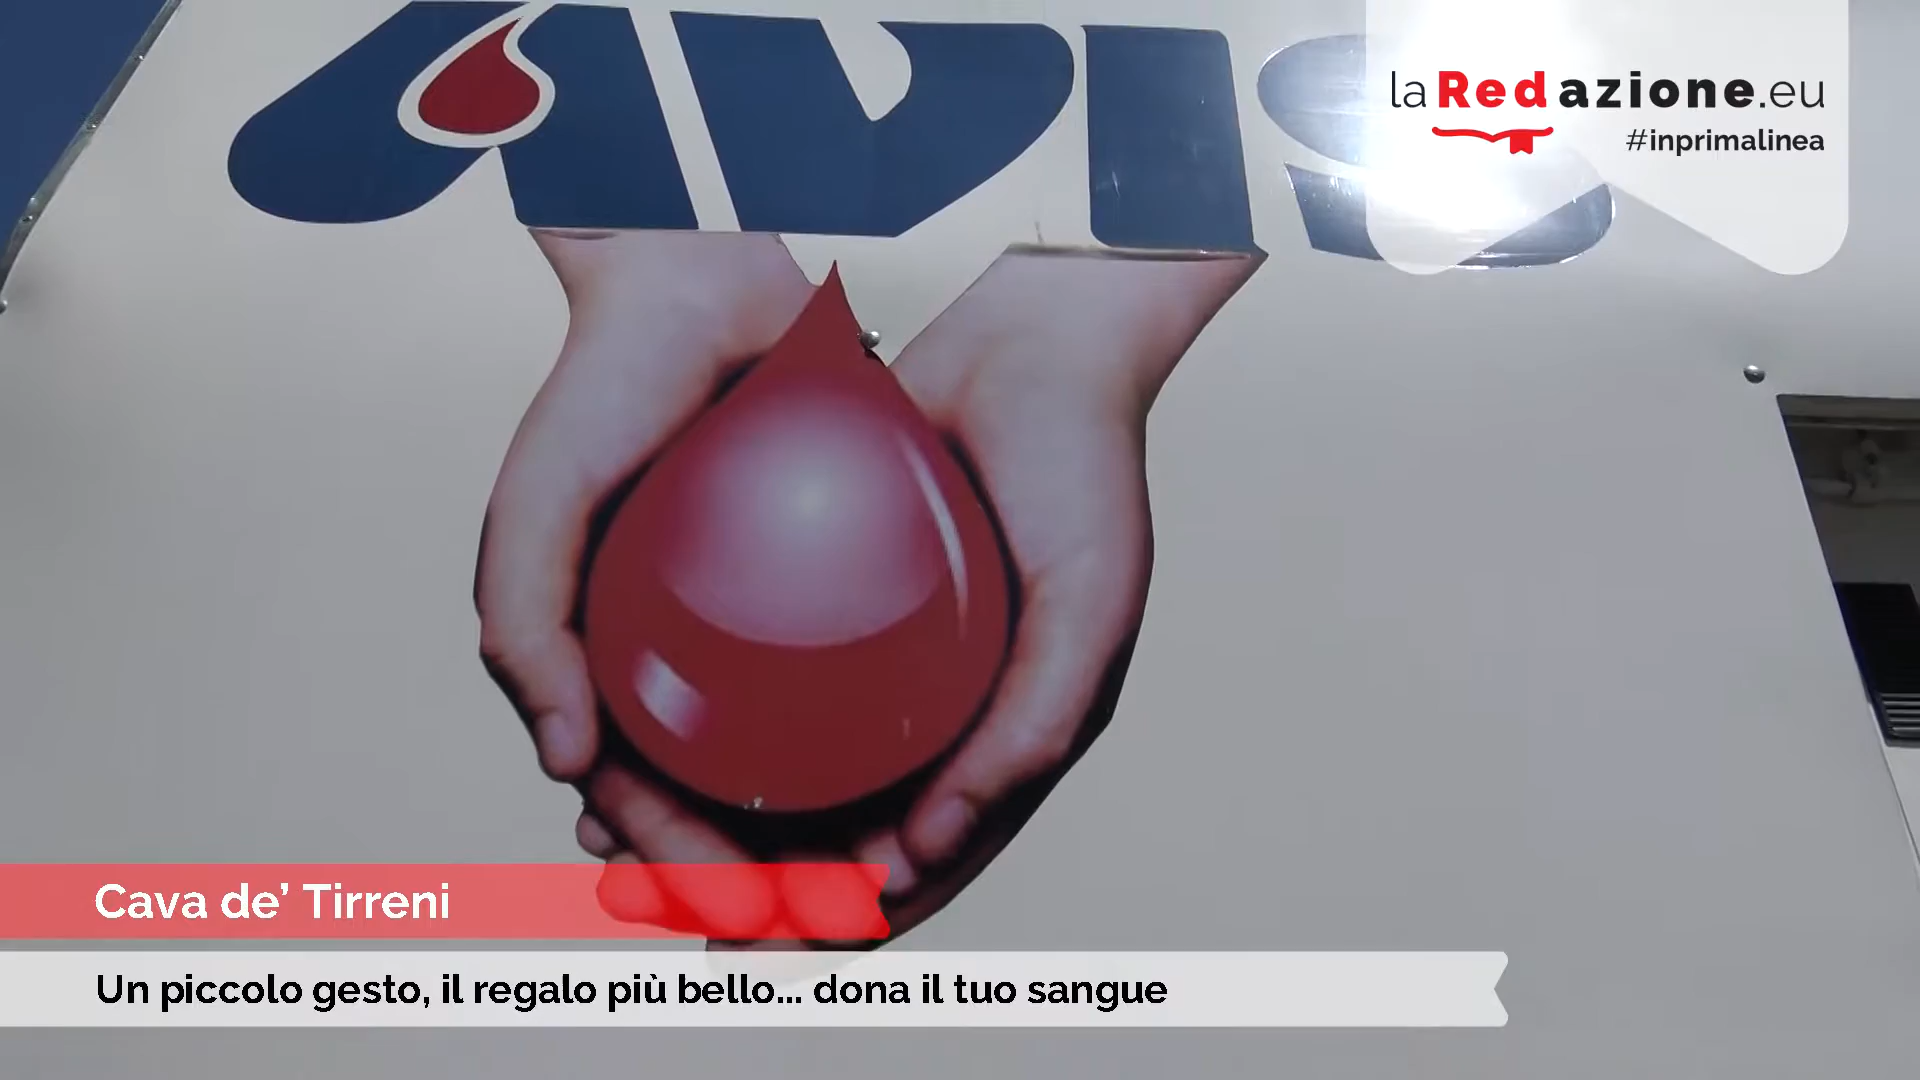 AVIS
laRedazione.eu
#inprimalinea
Cava de’ Tirreni
Un piccolo gesto, il regalo più bello... dona il tuo sangue